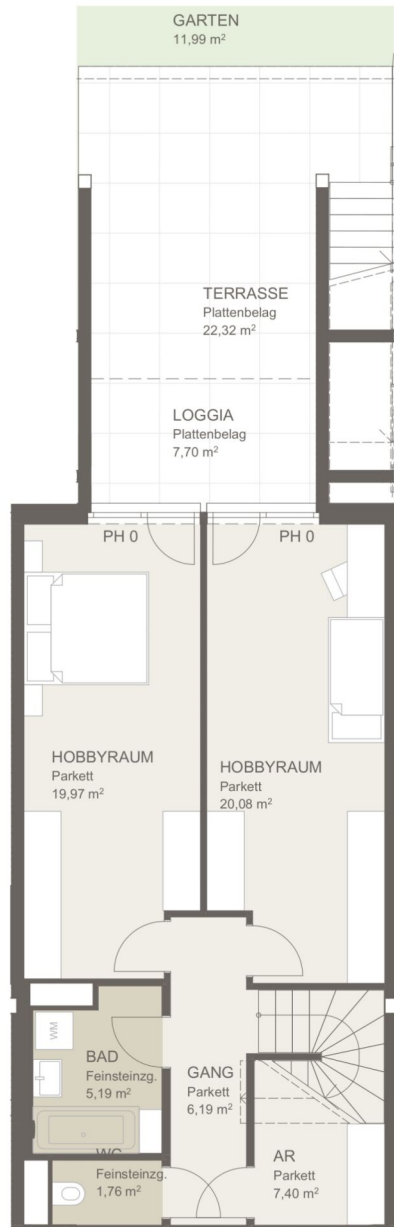 GARTEN
11,99 m²
TERRASSE
Plattenbelag
22,32 m²
LOGGIA
Plattenbelag
7,70 m²
PH 0
PH 0
HOBBYRAUM
Parkett
19,97 m²
HOBBYRAUM
Parkett
20,08 m²
WM
BAD
Feinsteinzg.
5,19 m²
GANG
Parkett
6,19 m²
WC
Feinsteinzg.
1,76 m²
AR
Parkett
7,40 m²